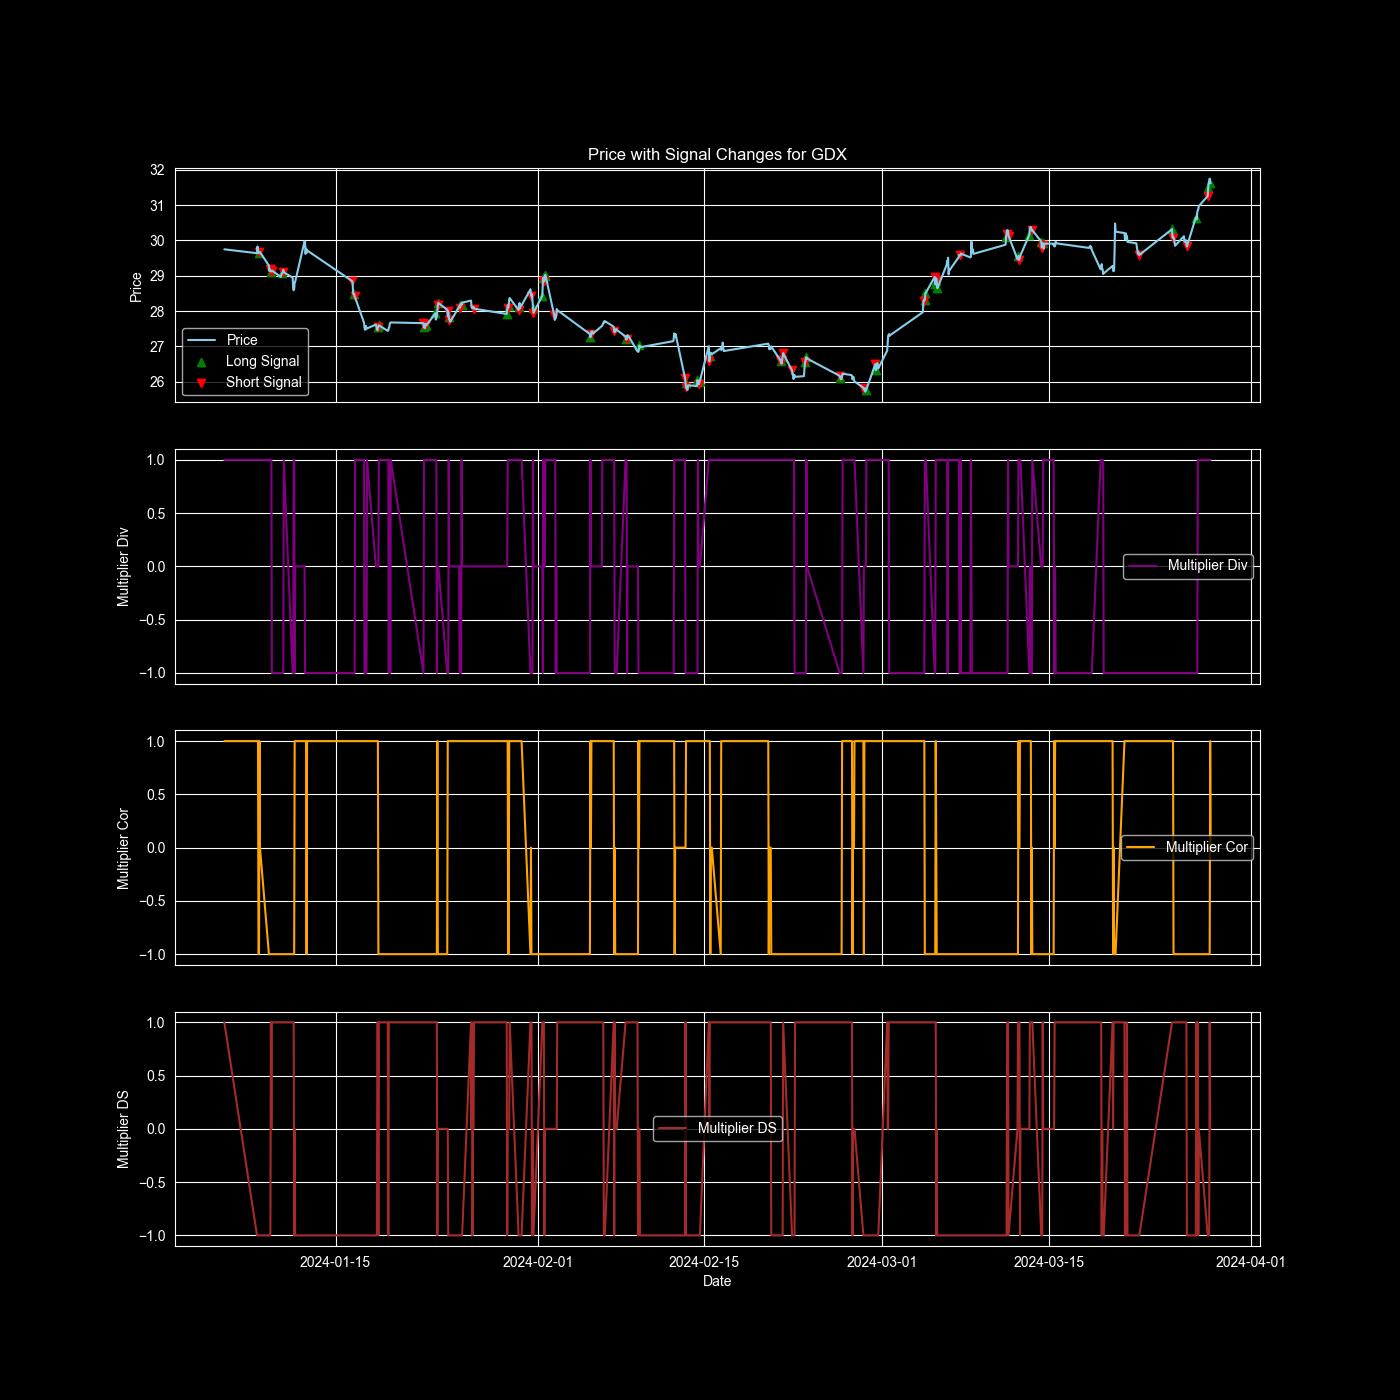 Price with Signal Changes for GDX
32
31
30
29
28
27
26
Price
Price
Long Signal
Short Signal
1.0
0.5
0.0
−0.5
−1.0
Multiplier Div
Multiplier Div
1.0
0.5
0.0
−0.5
−1.0
Multiplier Cor
Multiplier Cor
1.0
0.5
0.0
−0.5
−1.0
Multiplier DS
Multiplier DS
2024-01-15 2024-02-01 2024-02-15 2024-03-01 2024-03-15 2024-04-01
Date